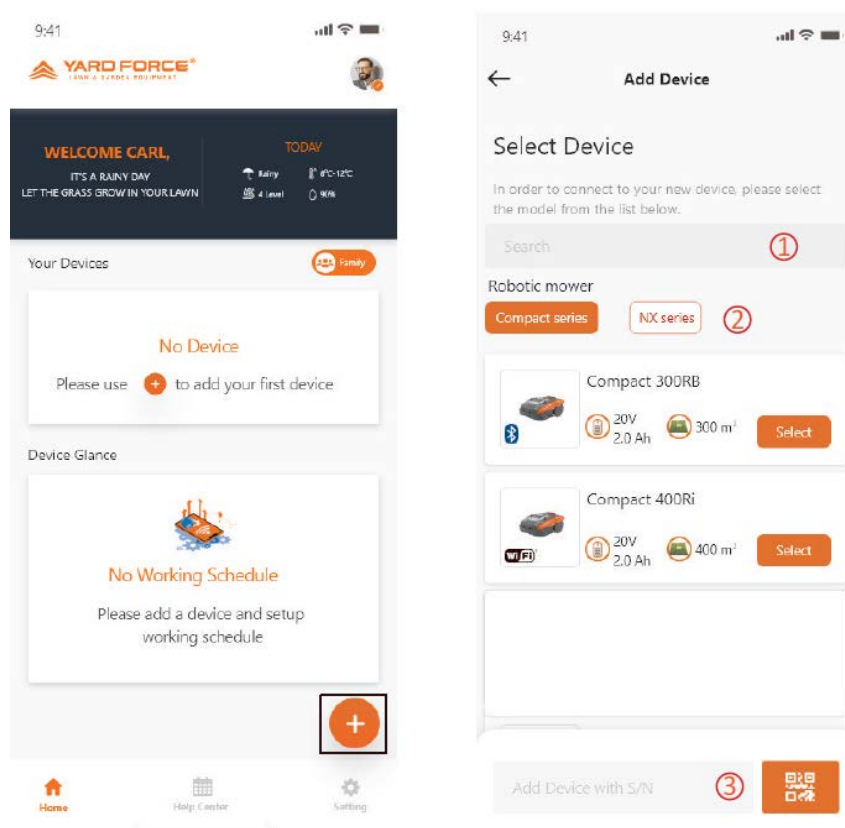 9:41
YARD FORCE®
LAWN & GARDEN EQUIPMENT
WELCOME CARL,
IT'S A RAINY DAY
LET THE GRASS GROW IN YOUR LAWN
TODAY
Rainy
6°C-12°C
4 Level
90%
Your Devices
Family
No Device
Please use + to add your first device
Device Glance
No Working Schedule
Please add a device and setup
working schedule
+
Home
Help Center
Setting
9:41
← Add Device
Select Device
In order to connect to your new device, please select
the model from the list below.
Search ①
Robotic mower
Compact series
NX series
②
Compact 300RB
20V
2.0 Ah
300 m²
Select
Compact 400Ri
WiFi
20V
2.0 Ah
400 m²
Select
Add Device with S/N ③